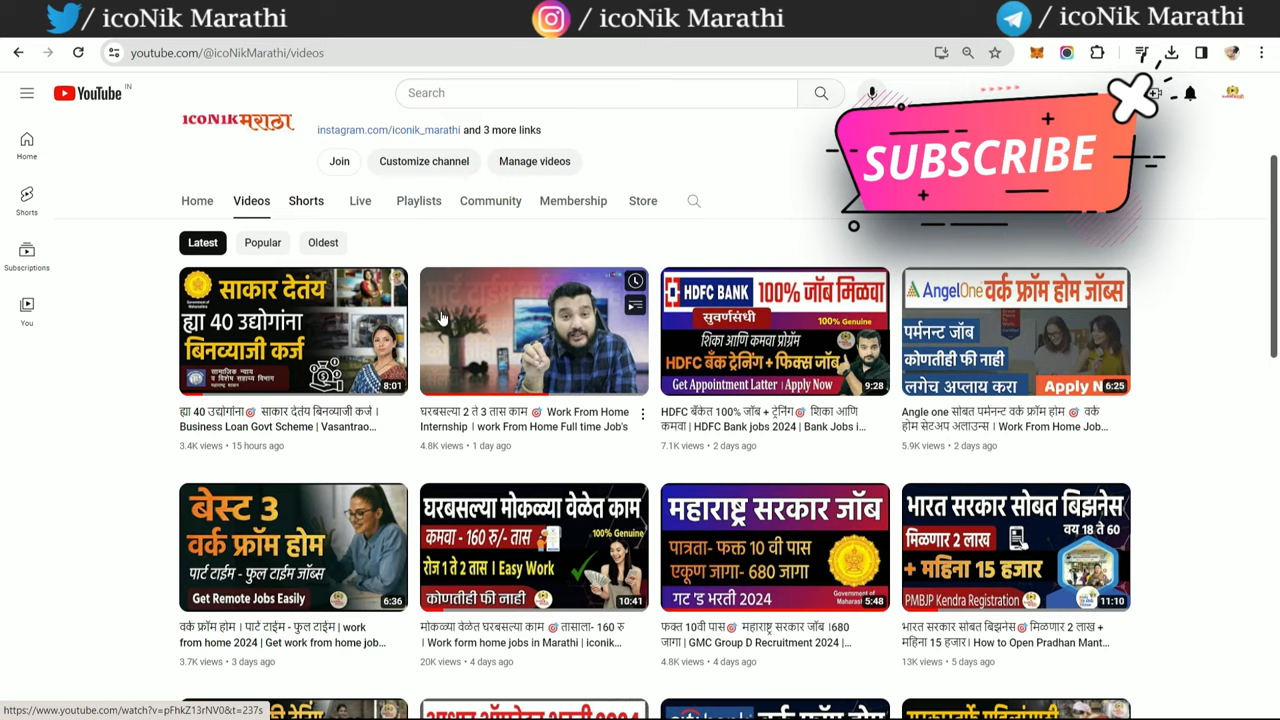 / icoNik Marathi
/ icoNik Marathi
/ icoNik Marathi
youtube.com/@icoNikMarathi/videos
YouTube IN
Search
SUBSCRIBE
Home
Shorts
Subscriptions
You
ıcoNıkमराठी
instagram.com/iconik_marathi and 3 more links
Join
Customize channel
Manage videos
Home
Videos
Shorts
Live
Playlists
Community
Membership
Store
Latest
Popular
Oldest
साकार देतंय
ह्या 40 उद्योगांना
बिनव्याजी कर्ज
सामाजिक न्याय
व विशेष सहाय्य विभाग
8:01
ह्या 40 उद्योगांना🎯 साकार देतंय बिनव्याजी कर्ज ।
Business Loan Govt Scheme | Vasantrao...
3.4K views • 15 hours ago
घरबसल्या 2 ते 3 तास काम 🎯 Work From Home
Internship । work From Home Full time Job's
4.8K views • 1 day ago
HDFC BANK 100% जॉब मिळवा
सुवर्णसंधी
100% Genuine
शिका आणि कमवा प्रोग्रॅम
HDFC बँक ट्रेनिंग + फिक्स जॉब
Get Appointment Latter | Apply Now
9:28
HDFC बँकेत 100% जॉब + ट्रेनिंग🎯 शिका आणि
कमवा | HDFC Bank jobs 2024 | Bank Jobs i...
7.1K views • 2 days ago
AngelOne वर्क फ्रॉम होम जॉब्स
पर्मनन्ट जॉब
कोणतीही फी नाही
लगेच अप्लाय करा
Apply N
6:25
Angle one सोबत पर्मनेन्ट वर्क फ्रॉम होम 🎯 वर्क
होम सेटअप अलाउन्स । Work From Home Job...
5.9K views • 2 days ago
बेस्ट 3
वर्क फ्रॉम होम
पार्ट टाईम - फुल टाईम जॉब्स
Get Remote Jobs Easily
6:36
वर्क फ्रॉम होम । पार्ट टाईम - फुल टाईम | work
from home 2024 | Get work from home job...
3.7K views • 3 days ago
घरबसल्या मोकळ्या वेळेत काम
कमवा - 160 रु/- तास
100% Genuine
रोज 1 ते 2 तास । Easy Work
कोणतीही फी नाही
10:41
मोकळ्या वेळेत घरबसल्या काम 🎯 तासाला- 160 रु
। Work form home jobs in Marathi | iconik...
20K views • 4 days ago
महाराष्ट्र सरकार जॉब
पात्रता- फक्त 10 वी पास
एकूण जागा- 680 जागा
गट 'ड भरती 2024
5:48
फक्त 10वी पास🎯 महाराष्ट्र सरकार जॉब ।680
जागा | GMC Group D Recruitment 2024 |...
4.8K views • 4 days ago
भारत सरकार सोबत बिझनेस
वय 18 ते 60
मिळणार 2 लाख
+ महिना 15 हजार
PMBJP Kendra Registration
11:10
भारत सरकार सोबत बिझनेस🎯मिळणार 2 लाख +
महिना 15 हजार। How to Open Pradhan Mant...
13K views • 5 days ago
https://www.youtube.com/watch?v=pFhkZ13rNV0&t=237s